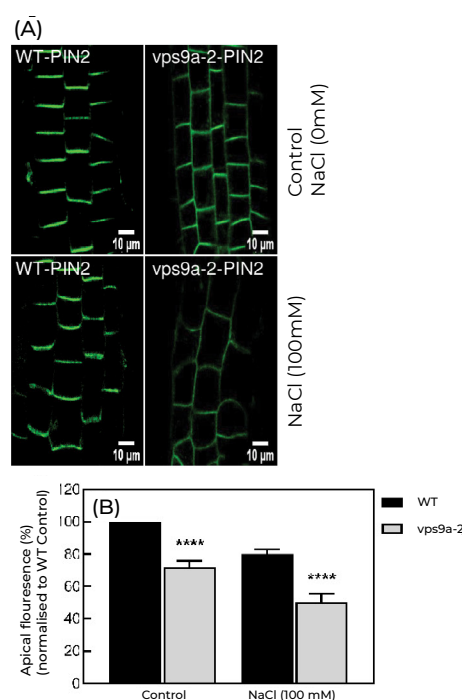 (A)
WT-PIN2
vps9a-2-PIN2
10 µm
10 µm
Control
NaCl (0mM)
WT-PIN2
vps9a-2-PIN2
10 µm
10 µm
NaCl (100mM)
(B)
Apical flouresence (%)
(normalised to WT Control)
120
100
80
60
40
20
0
****
****
WT
vps9a-2
Control
NaCl (100 mM)